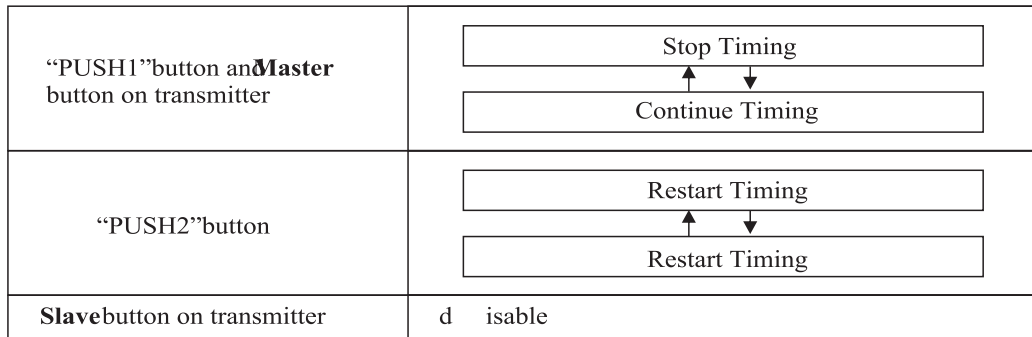 “PUSH1”button and Master
button on transmitter
Stop Timing
Continue Timing
“PUSH2”button
Restart Timing
Restart Timing
Slave button on transmitter
d isable